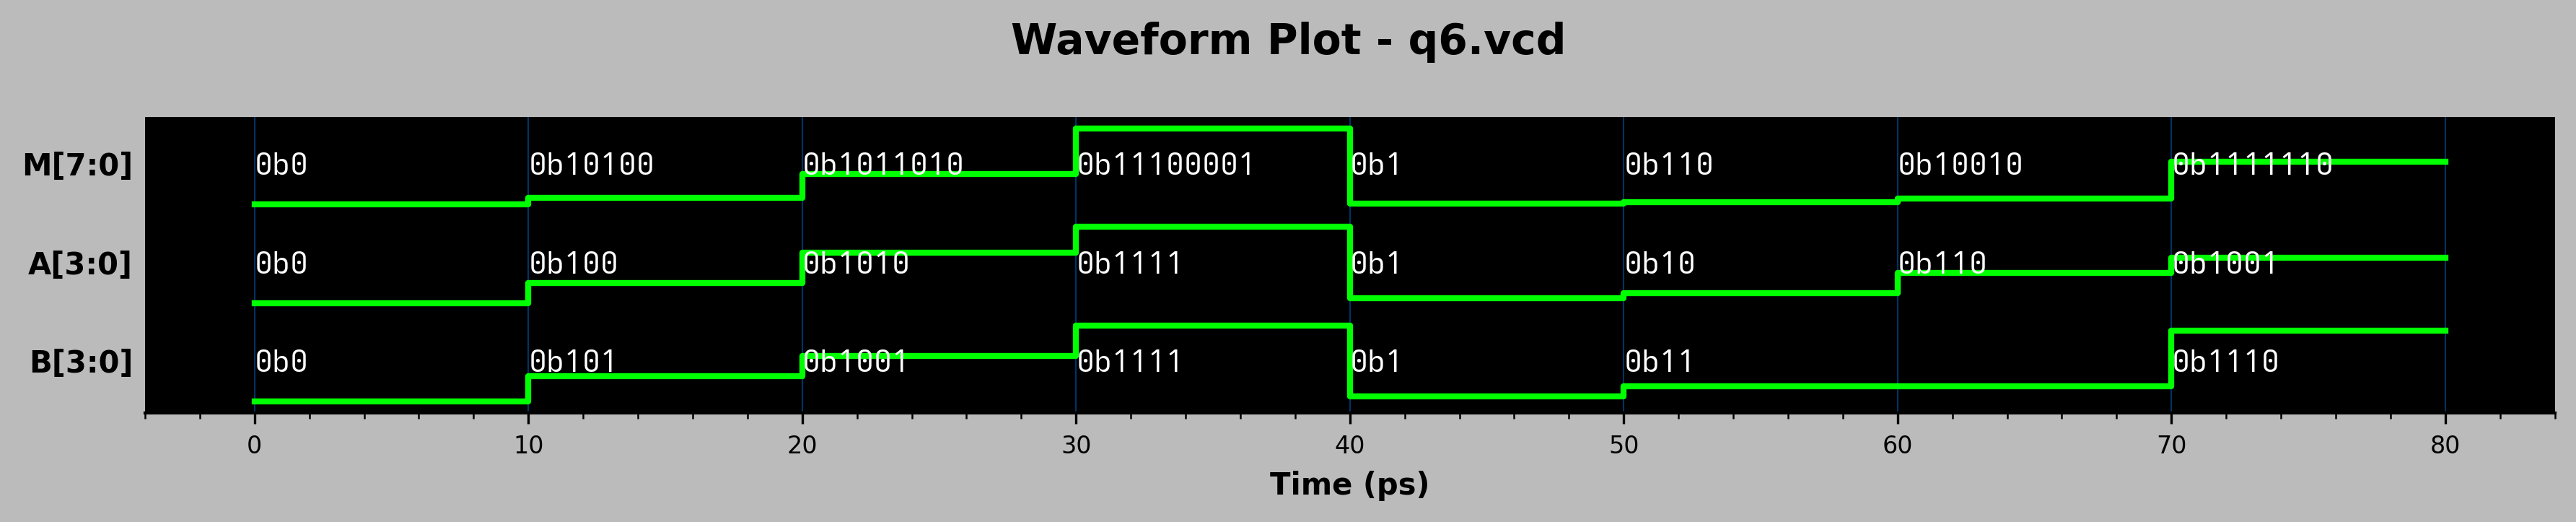 Waveform Plot - q6.vcd
M[7:0] 0b0 0b10100 0b1011010 0b11100001 0b1 0b110 0b10010 0b1111110
A[3:0] 0b0 0b100 0b1010 0b1111 0b1 0b10 0b110 0b1001
B[3:0] 0b0 0b101 0b1001 0b1111 0b1 0b11 0b1110
0 10 20 30 40 50 60 70 80
Time (ps)